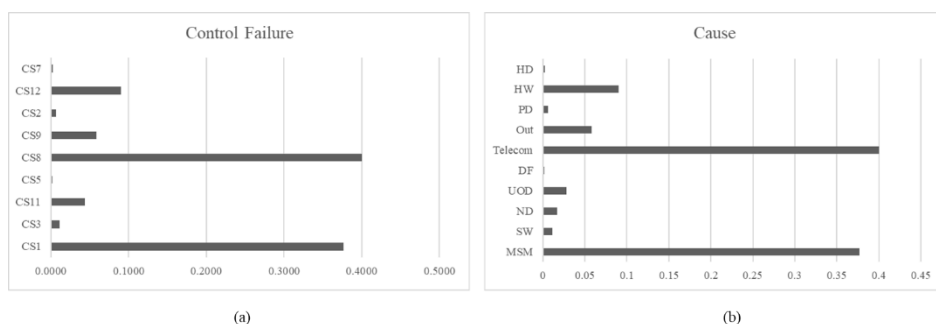 Control Failure
CS7
CS12
CS2
CS9
CS8
CS5
CS11
CS3
CS1
0.0000 0.1000 0.2000 0.3000 0.4000 0.5000
(a)
Cause
HD
HW
PD
Out
Telecom
DF
UOD
ND
SW
MSM
0 0.05 0.1 0.15 0.2 0.25 0.3 0.35 0.4 0.45
(b)